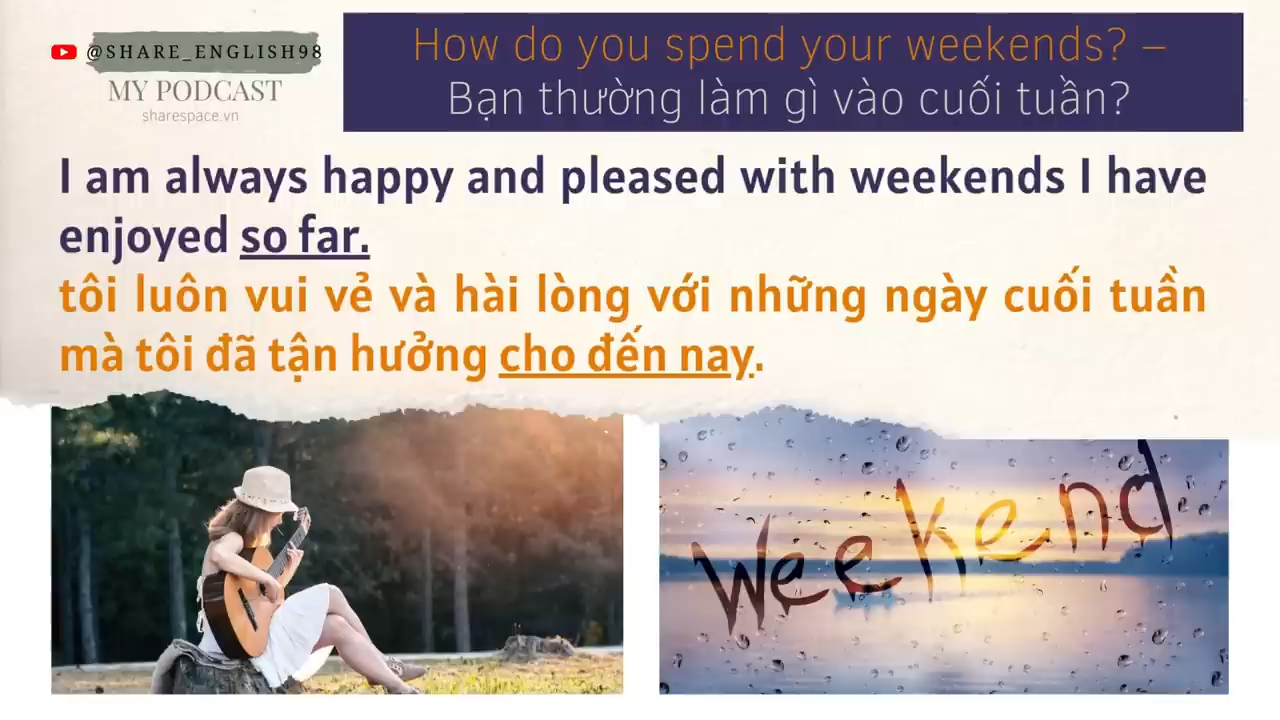 @SHARE_ENGLISH98
MY PODCAST
sharespace.vn
How do you spend your weekends? –
Bạn thường làm gì vào cuối tuần?
I am always happy and pleased with weekends I have
enjoyed so far.
tôi luôn vui vẻ và hài lòng với những ngày cuối tuần
mà tôi đã tận hưởng cho đến nay.
Weekend